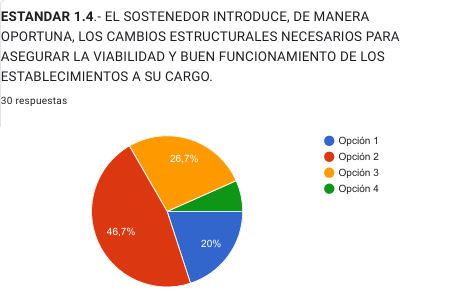 ESTANDAR 1.4.- EL SOSTENEDOR INTRODUCE, DE MANERA
OPORTUNA, LOS CAMBIOS ESTRUCTURALES NECESARIOS PARA
ASEGURAR LA VIABILIDAD Y BUEN FUNCIONAMIENTO DE LOS
ESTABLECIMIENTOS A SU CARGO.
30 respuestas
26,7%
46,7%
20%
Opción 1
Opción 2
Opción 3
Opción 4